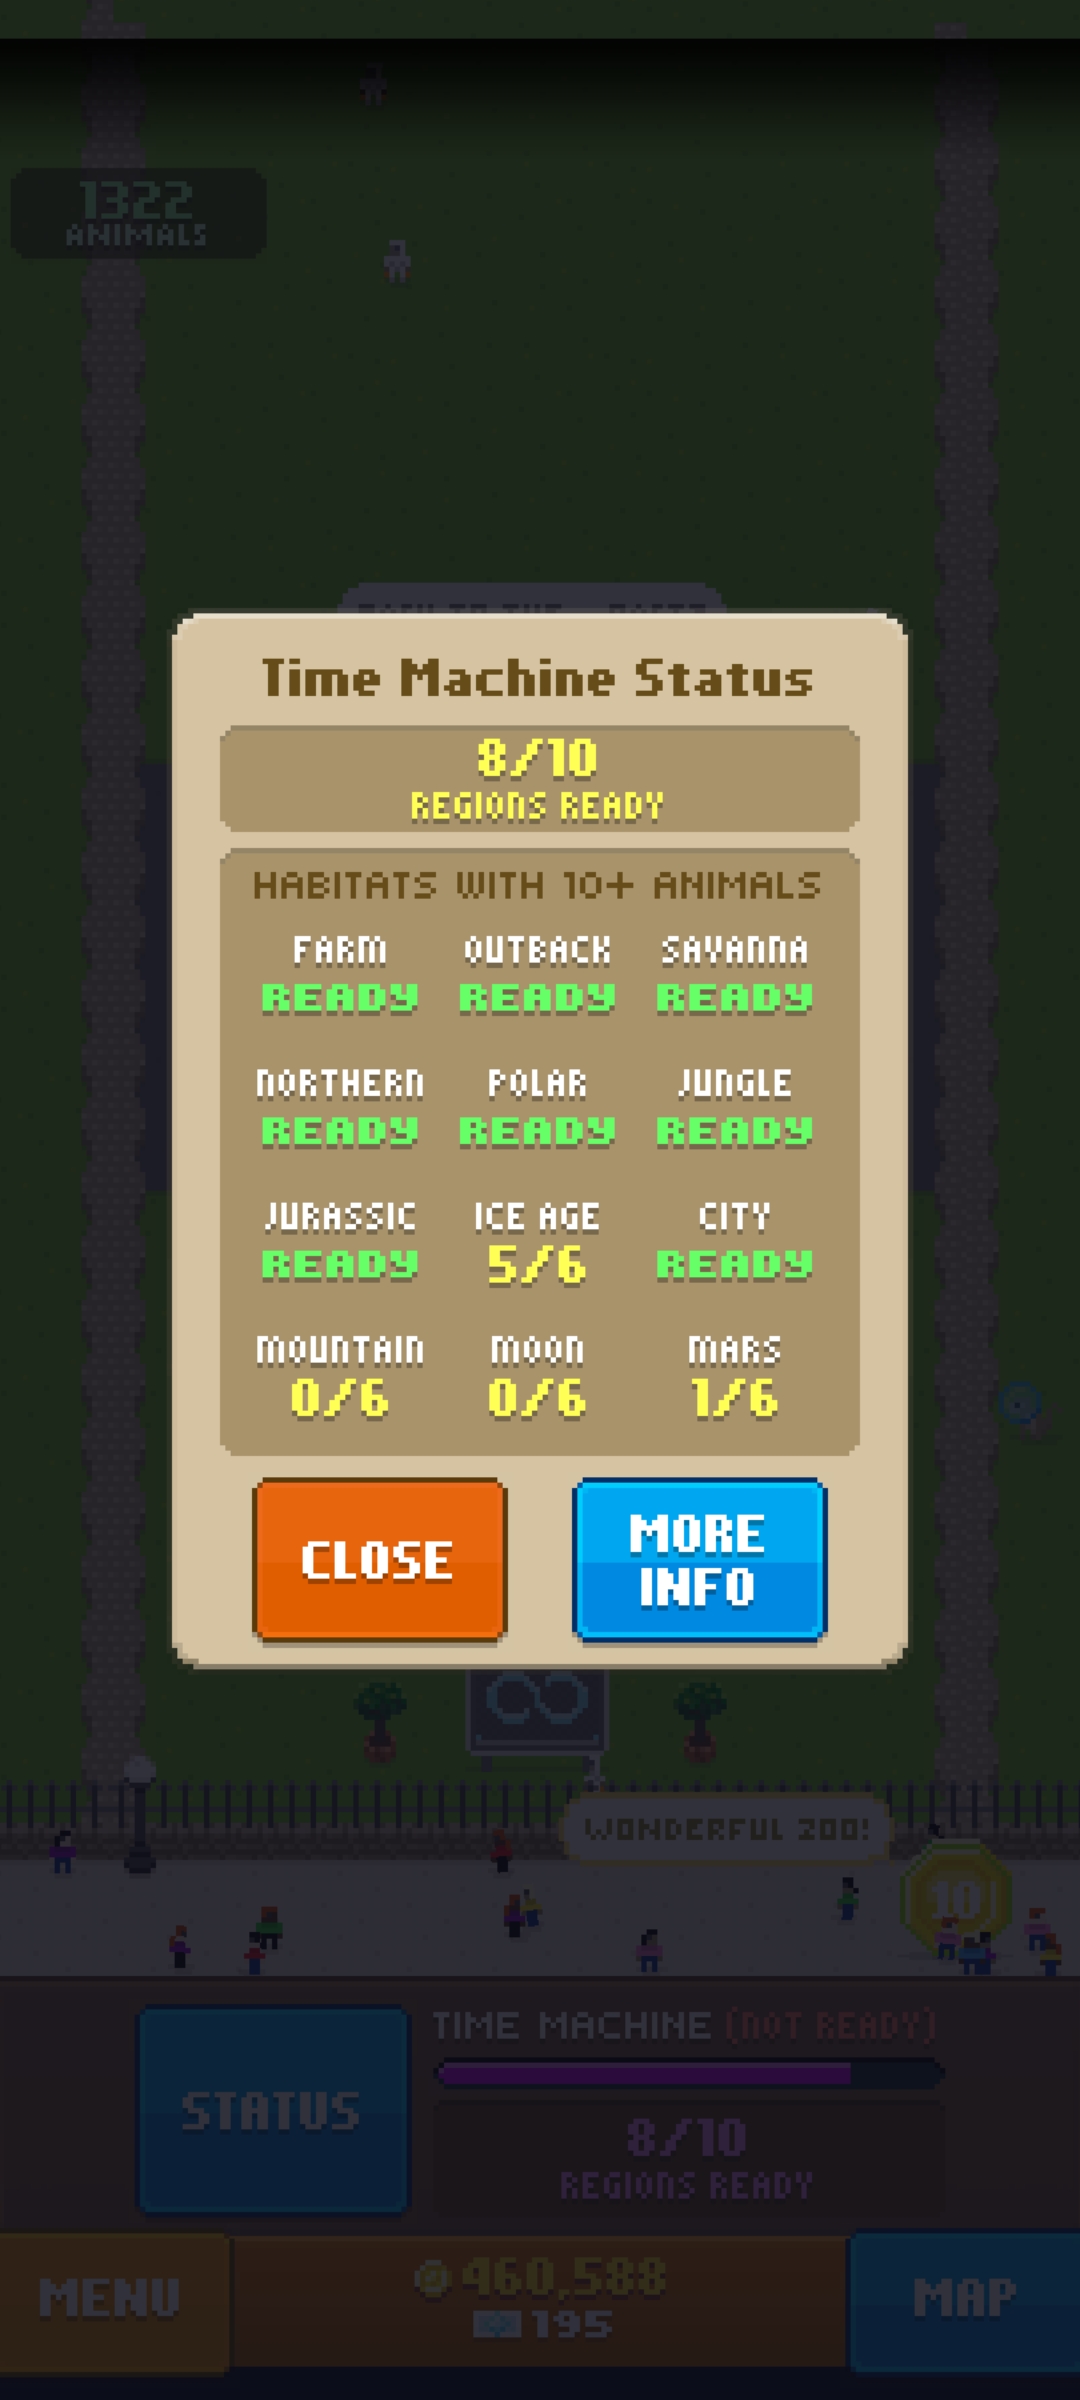 1322
ANIMALS
Time Machine Status
8/10
REGIONS READY
HABITATS WITH 10+ ANIMALS
FARM OUTBACK SAVANNA
READY READY READY
NORTHERN POLAR JUNGLE
READY READY READY
JURASSIC ICE AGE CITY
READY 5/6 READY
MOUNTAIN MOON MARS
0/6 0/6 1/6
CLOSE MORE INFO
WONDERFUL ZOO!
10
TIME MACHINE (NOT READY)
STATUS
8/10
REGIONS READY
MENU 460,588 MAP
195